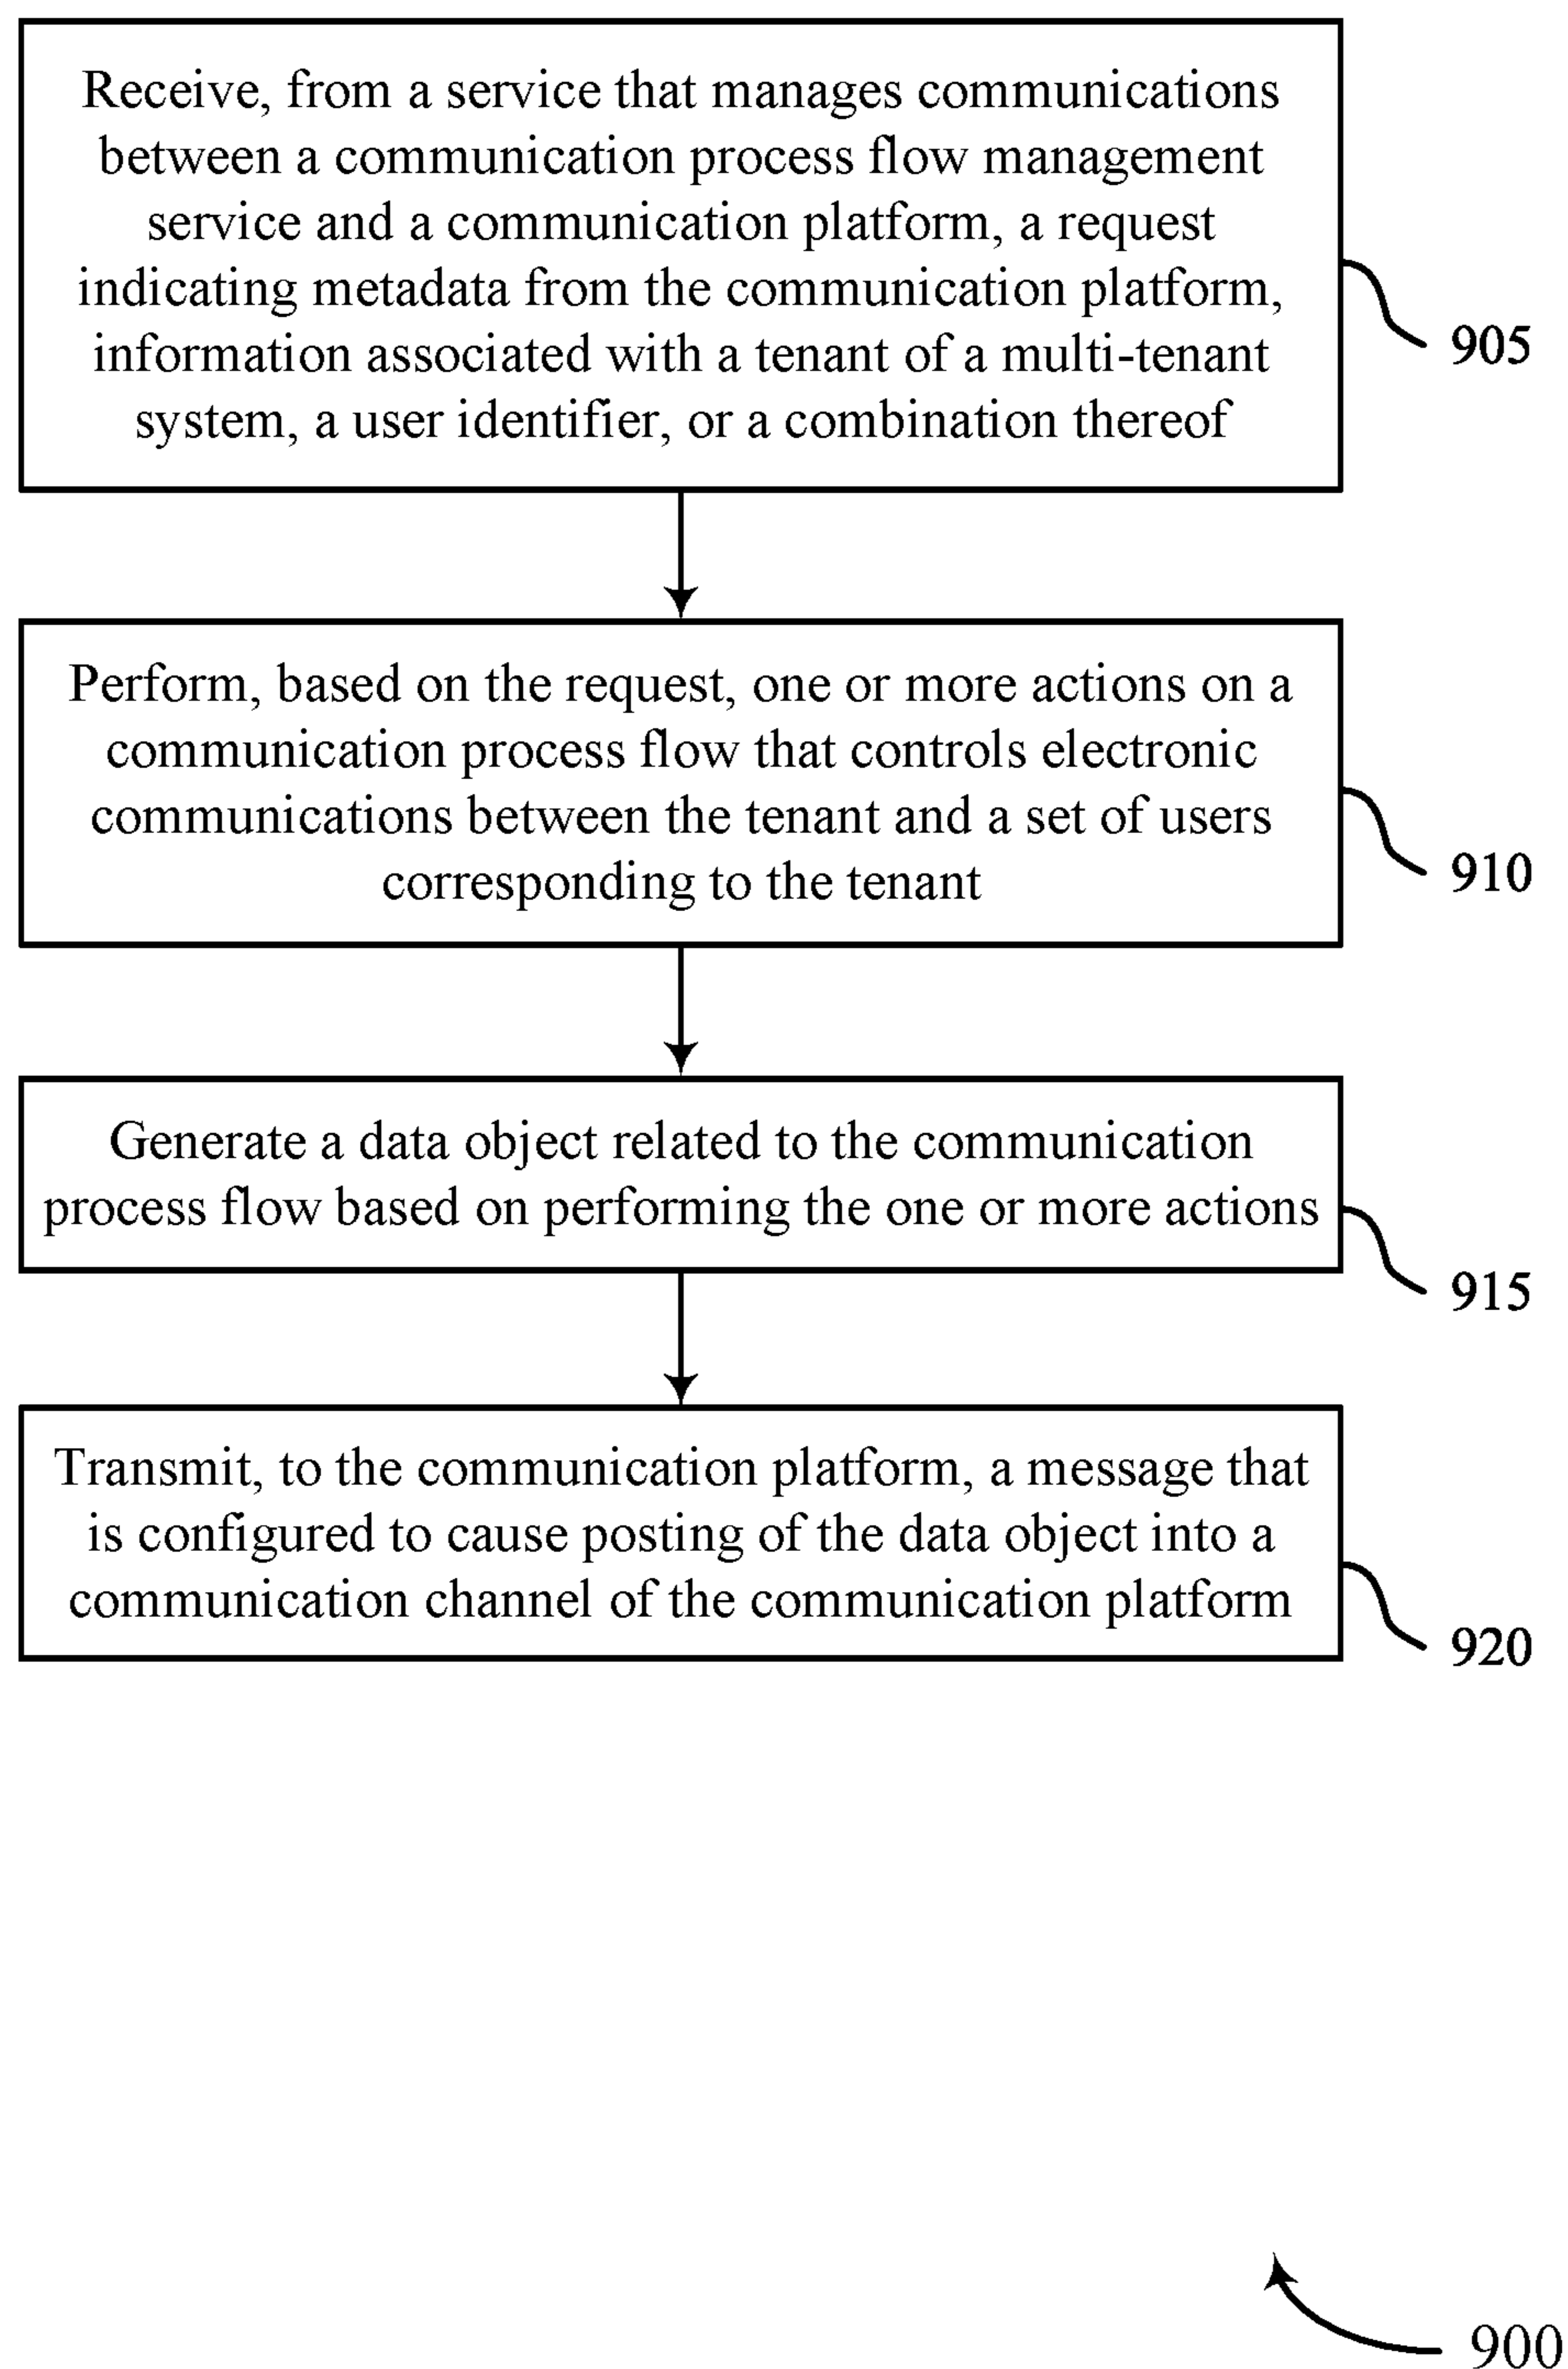 Receive, from a service that manages communications
between a communication process flow management
service and a communication platform, a request
indicating metadata from the communication platform,
information associated with a tenant of a multi-tenant
system, a user identifier, or a combination thereof
905
Perform, based on the request, one or more actions on a
communication process flow that controls electronic
communications between the tenant and a set of users
corresponding to the tenant
910
Generate a data object related to the communication
process flow based on performing the one or more actions
915
Transmit, to the communication platform, a message that
is configured to cause posting of the data object into a
communication channel of the communication platform
920
900